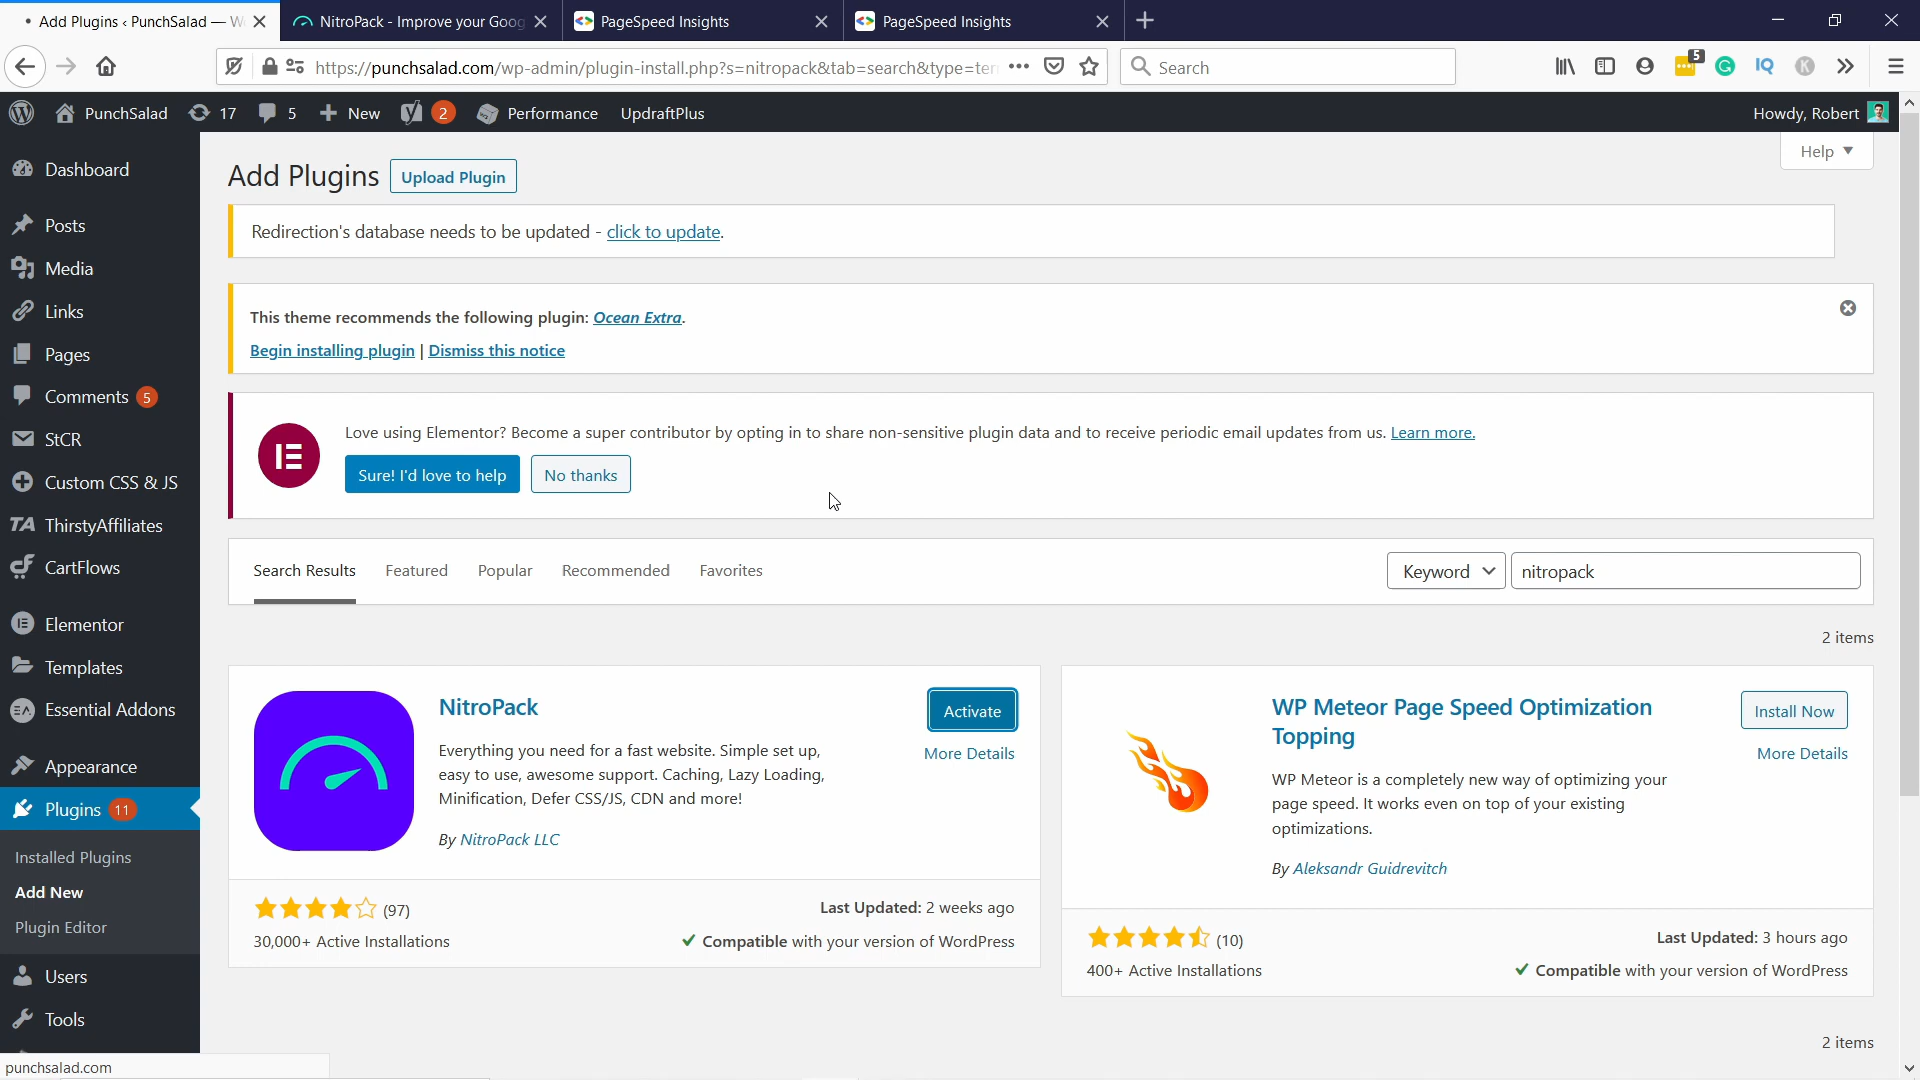 Add Plugins ‹ PunchSalad — W
NitroPack - Improve your Goog
PageSpeed Insights
PageSpeed Insights
https://punchsalad.com/wp-admin/plugin-install.php?s=nitropack&tab=search&type=ter
Search
5
PunchSalad
17
5
New
2
Performance
UpdraftPlus
Howdy, Robert
Dashboard
Posts
Media
Links
Pages
Comments 5
StCR
Custom CSS & JS
TA ThirstyAffiliates
CartFlows
Elementor
Templates
EA Essential Addons
Appearance
Plugins 11
Installed Plugins
Add New
Plugin Editor
Users
Tools
punchsalad.com
Help
Add Plugins
Upload Plugin
Redirection's database needs to be updated - click to update.
This theme recommends the following plugin: Ocean Extra.
Begin installing plugin | Dismiss this notice
Love using Elementor? Become a super contributor by opting in to share non-sensitive plugin data and to receive periodic email updates from us. Learn more.
Sure! I'd love to help
No thanks
Search Results
Featured
Popular
Recommended
Favorites
Keyword
nitropack
2 items
NitroPack
Activate
More Details
Everything you need for a fast website. Simple set up,
easy to use, awesome support. Caching, Lazy Loading,
Minification, Defer CSS/JS, CDN and more!
By NitroPack LLC
(97)
Last Updated: 2 weeks ago
30,000+ Active Installations
Compatible with your version of WordPress
WP Meteor Page Speed Optimization
Topping
Install Now
More Details
WP Meteor is a completely new way of optimizing your
page speed. It works even on top of your existing
optimizations.
By Aleksandr Guidrevitch
(10)
Last Updated: 3 hours ago
400+ Active Installations
Compatible with your version of WordPress
2 items